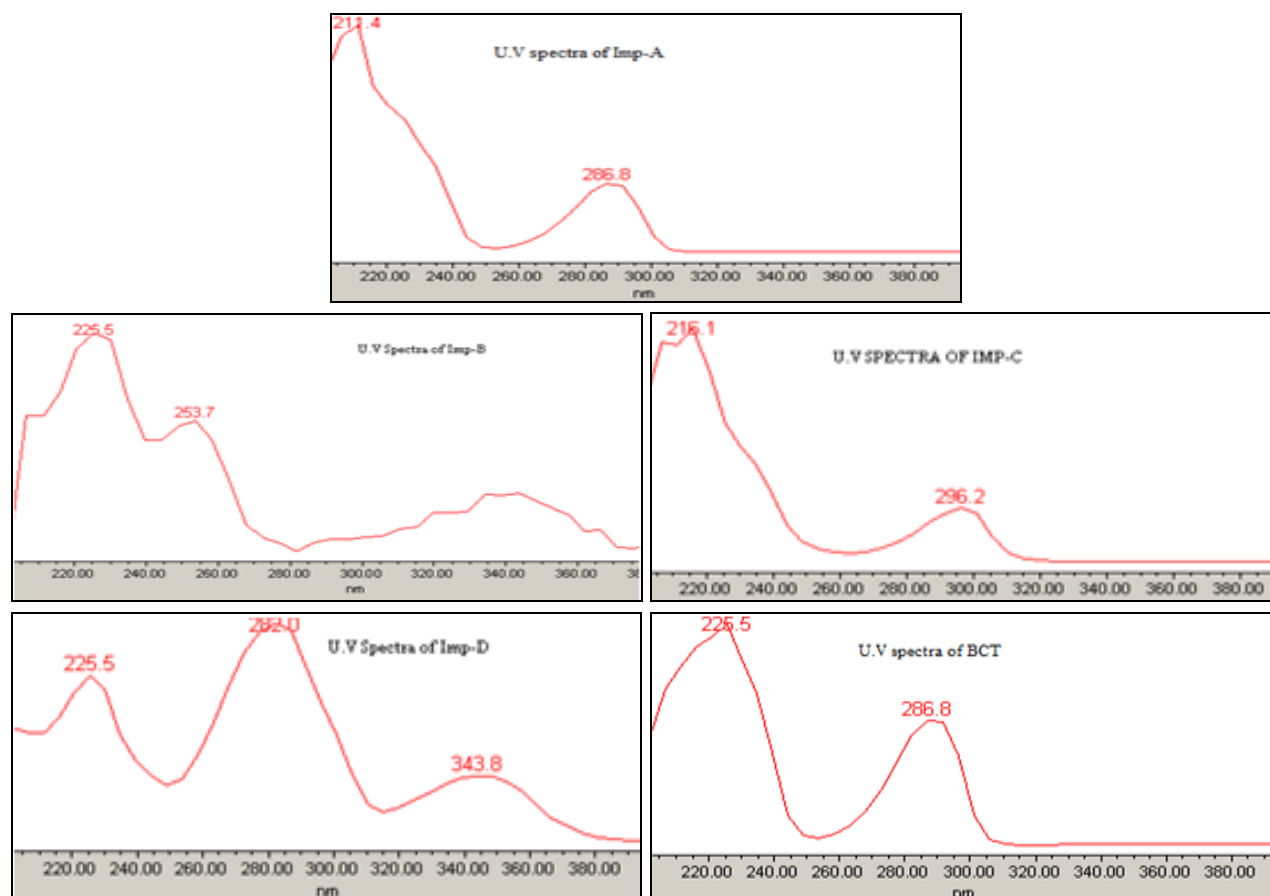 211.4
U.V spectra of Imp-A
286.8
220.00 240.00 260.00 280.00 300.00 320.00 340.00 360.00 380.00
nm
225.5
U.V Spectra of Imp-B
253.7
220.00 240.00 260.00 280.00 300.00 320.00 340.00 360.00 38
nm
216.1
U.V SPECTRA OF IMP-C
296.2
220.00 240.00 260.00 280.00 300.00 320.00 340.00 360.00 380.00
282.0
U.V Spectra of Imp-D
225.5
343.8
220.00 240.00 260.00 280.00 300.00 320.00 340.00 360.00 380.00
nm
225.5
U.V spectra of BCT
286.8
220.00 240.00 260.00 280.00 300.00 320.00 340.00 360.00 380.00
nm